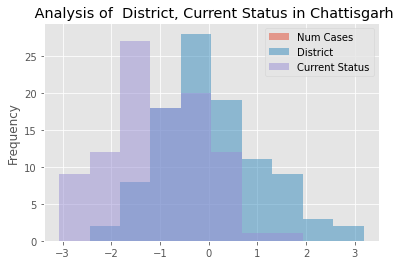 Analysis of  District, Current Status in Chattisgarh
Num Cases
District
Current Status
Frequency
25
20
15
10
5
0
−3 −2 −1 0 1 2 3